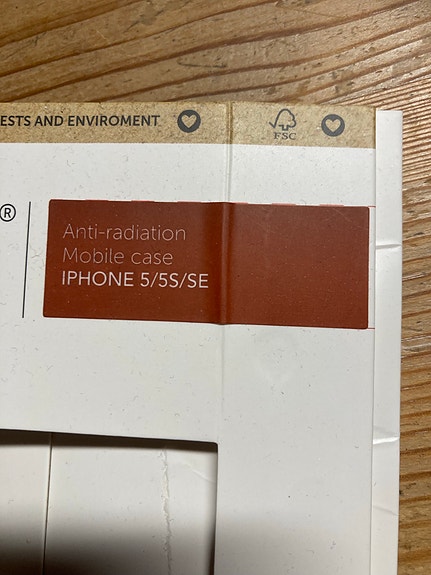 ESTS AND ENVIROMENT
FSC
®
Anti-radiation
Mobile case
IPHONE 5/5S/SE